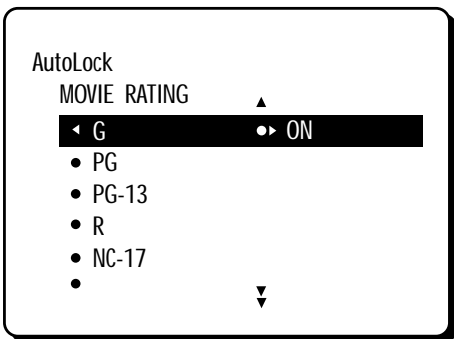 AutoLock
MOVIE RATING
G ON
PG
PG-13
R
NC-17